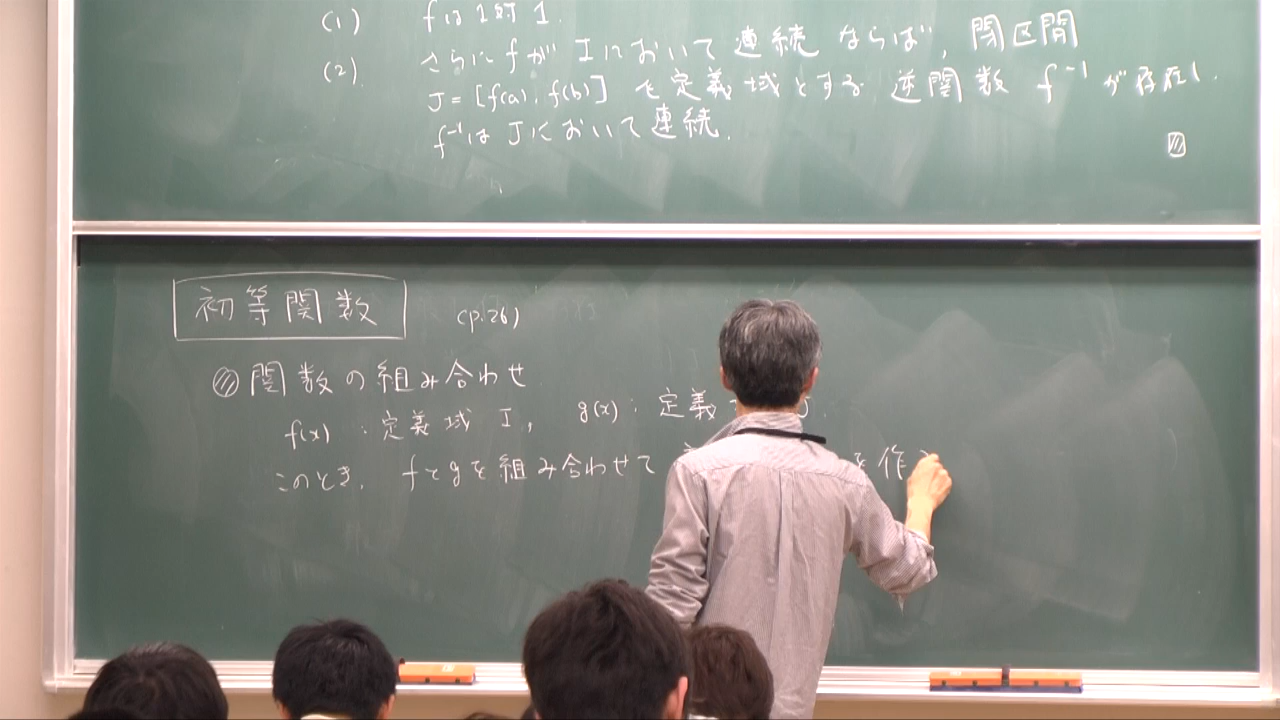 (1) fは1対1.
(2). さらにfがIにおいて連続ならば, 閉区間
J=[f(a), f(b)]を定義域とする逆関数 f⁻¹が存在し.
f⁻¹はJにおいて連続.
初等関数 (p.26)
関数の組み合わせ
f(x) : 定義域 I, g(x) : 定義 J.
このとき. fとgを組み合わせて を作